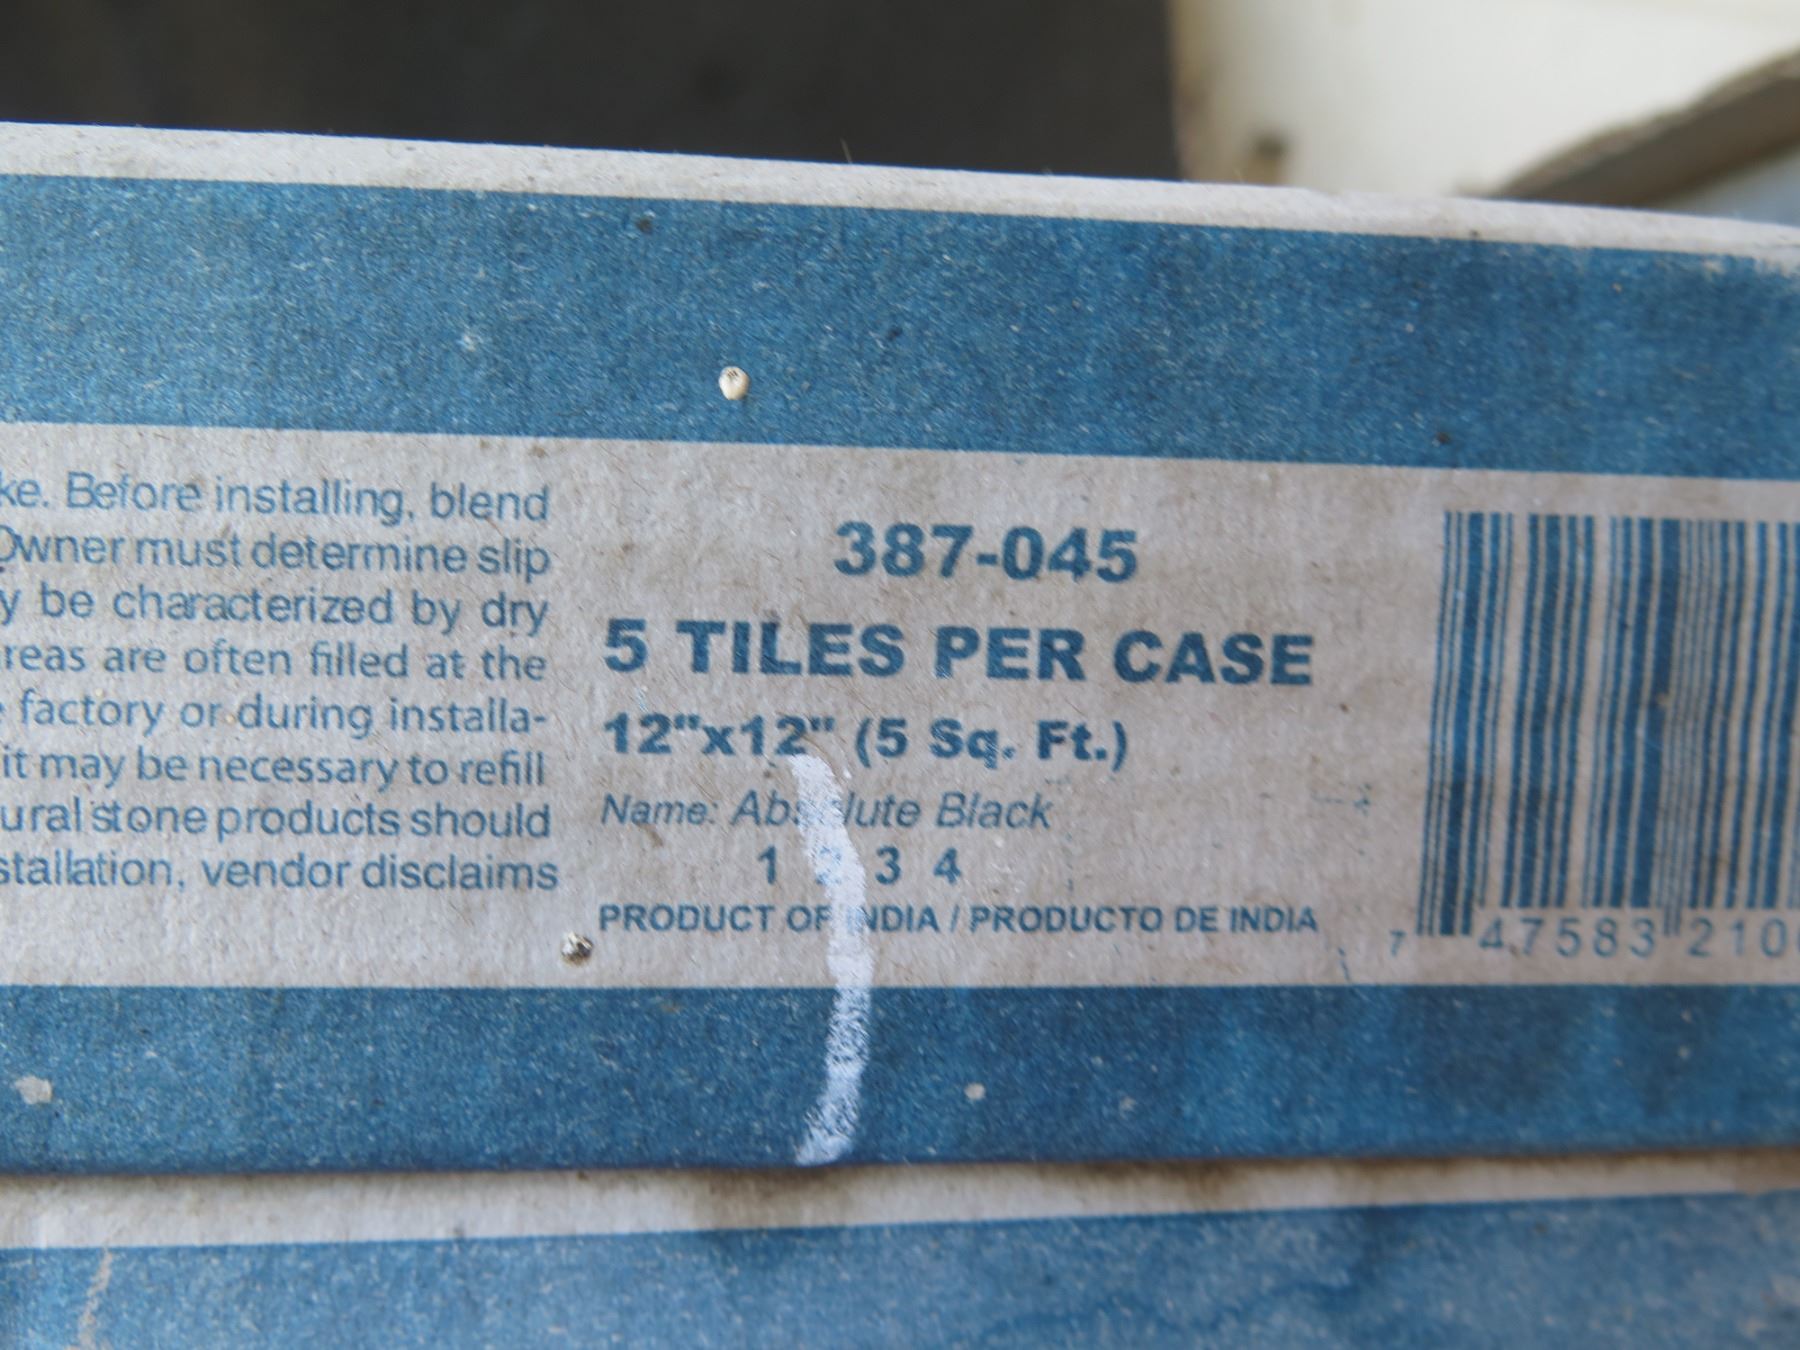 ke. Before installing, blend
Owner must determine slip
y be characterized by dry
reas are often filled at the
factory or during installa-
it may be necessary to refill
ural stone products should
stallation, vendor disclaims
387-045
5 TILES PER CASE
12"x12" (5 Sq. Ft.)
Name: Absolute Black
1 2 3 4
PRODUCT OF INDIA / PRODUCTO DE INDIA
7 47583 210